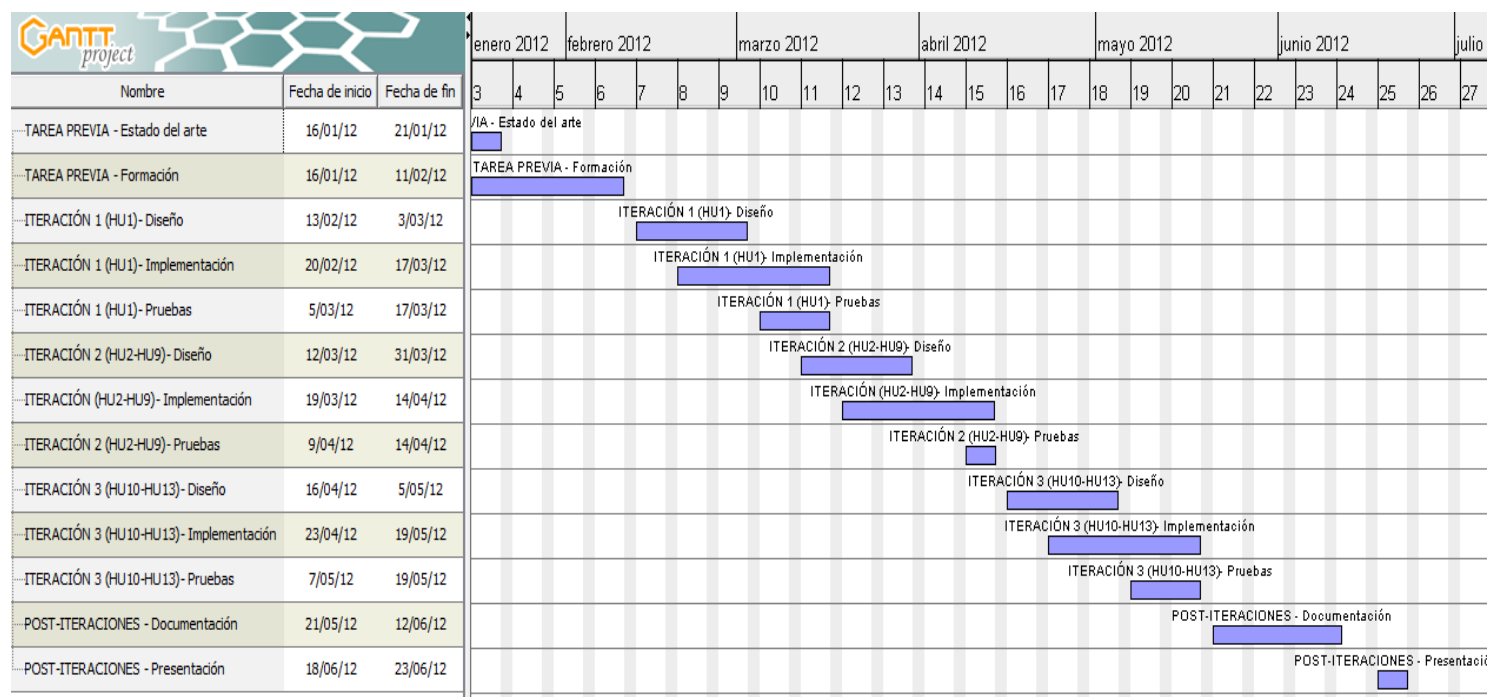 GANTT project
enero 2012 febrero 2012 marzo 2012 abril 2012 mayo 2012 junio 2012 julio
Nombre Fecha de inicio Fecha de fin 3 4 5 6 7 8 9 10 11 12 13 14 15 16 17 18 19 20 21 22 23 24 25 26 27
TAREA PREVIA - Estado del arte 16/01/12 21/01/12 /IA - Estado del arte
TAREA PREVIA - Formación 16/01/12 11/02/12 TAREA PREVIA - Formación
ITERACIÓN 1 (HU1)- Diseño 13/02/12 3/03/12 ITERACIÓN 1 (HU1)- Diseño
ITERACIÓN 1 (HU1)- Implementación 20/02/12 17/03/12 ITERACIÓN 1 (HU1)- Implementación
ITERACIÓN 1 (HU1)- Pruebas 5/03/12 17/03/12 ITERACIÓN 1 (HU1)- Pruebas
ITERACIÓN 2 (HU2-HU9)- Diseño 12/03/12 31/03/12 ITERACIÓN 2 (HU2-HU9)- Diseño
ITERACIÓN (HU2-HU9)- Implementación 19/03/12 14/04/12 ITERACIÓN (HU2-HU9)- Implementación
ITERACIÓN 2 (HU2-HU9)- Pruebas 9/04/12 14/04/12 ITERACIÓN 2 (HU2-HU9)- Pruebas
ITERACIÓN 3 (HU10-HU13)- Diseño 16/04/12 5/05/12 ITERACIÓN 3 (HU10-HU13)- Diseño
ITERACIÓN 3 (HU10-HU13)- Implementación 23/04/12 19/05/12 ITERACIÓN 3 (HU10-HU13)- Implementación
ITERACIÓN 3 (HU10-HU13)- Pruebas 7/05/12 19/05/12 ITERACIÓN 3 (HU10-HU13)- Pruebas
POST-ITERACIONES - Documentación 21/05/12 12/06/12 POST-ITERACIONES - Documentación
POST-ITERACIONES - Presentación 18/06/12 23/06/12 POST-ITERACIONES - Presentació